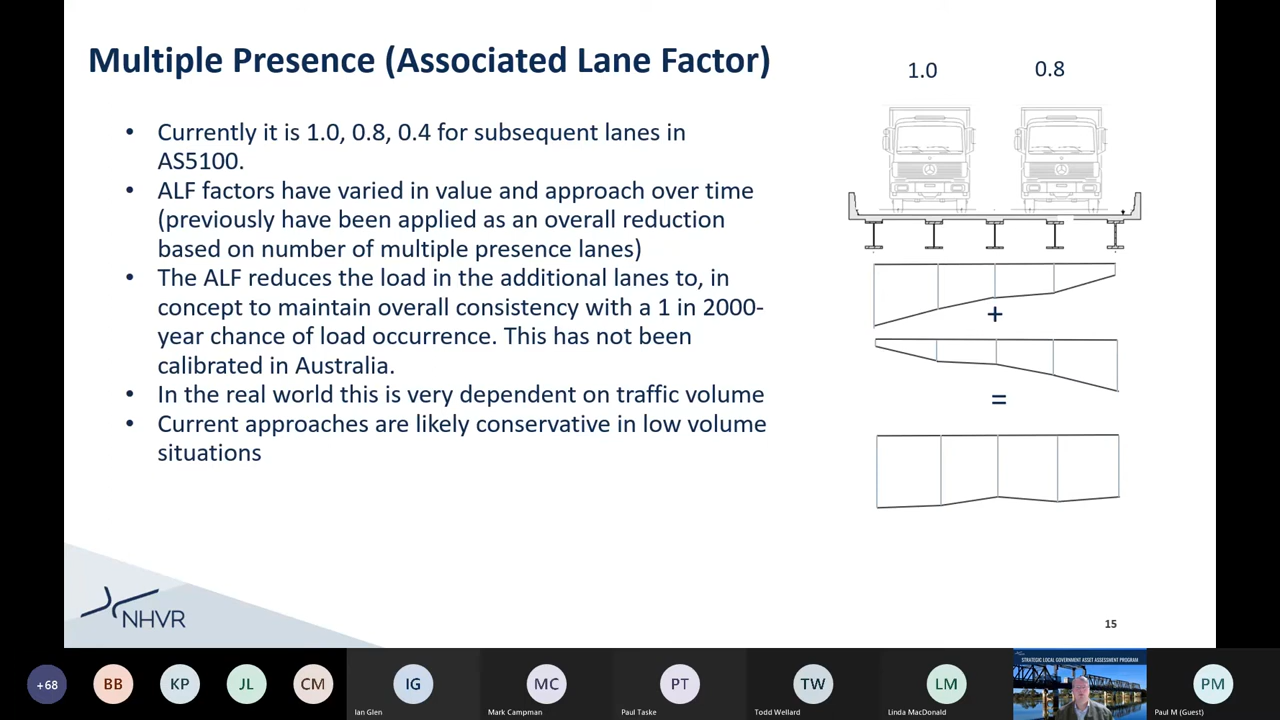 Multiple Presence (Associated Lane Factor)
1.0
0.8
• Currently it is 1.0, 0.8, 0.4 for subsequent lanes in
AS5100.
• ALF factors have varied in value and approach over time
(previously have been applied as an overall reduction
based on number of multiple presence lanes)
• The ALF reduces the load in the additional lanes to, in
concept to maintain overall consistency with a 1 in 2000-
year chance of load occurrence. This has not been
calibrated in Australia.
• In the real world this is very dependent on traffic volume
• Current approaches are likely conservative in low volume
situations
+
=
NHVR
15
+68
BB
KP
JL
CM
IG
Ian Glen
MC
Mark Campman
PT
Paul Taske
TW
Todd Wellard
LM
Linda MacDonald
STRATEGIC LOCAL GOVERNMENT ASSET ASSESSMENT PROGRAM
PM
Paul M (Guest)